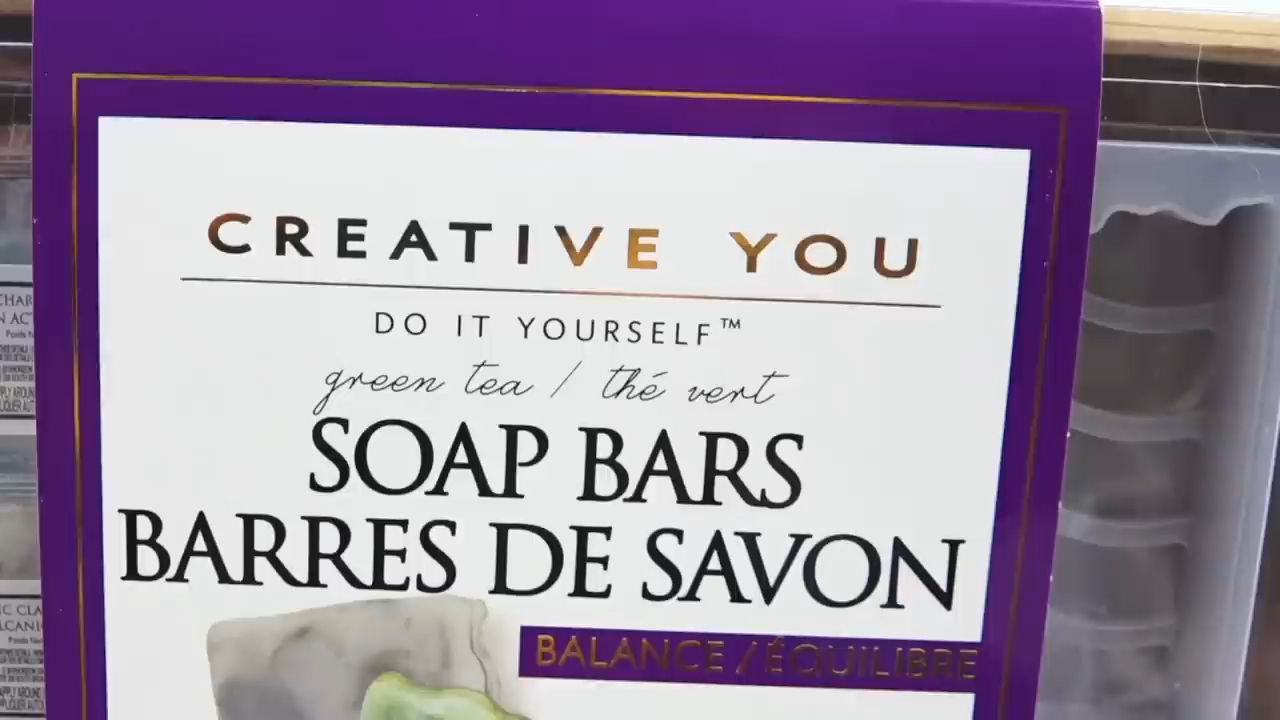 CREATIVE YOU
DO IT YOURSELF™
green tea / thé vert
SOAP BARS
BARRES DE SAVON
BALANCE / ÉQUILIBRE